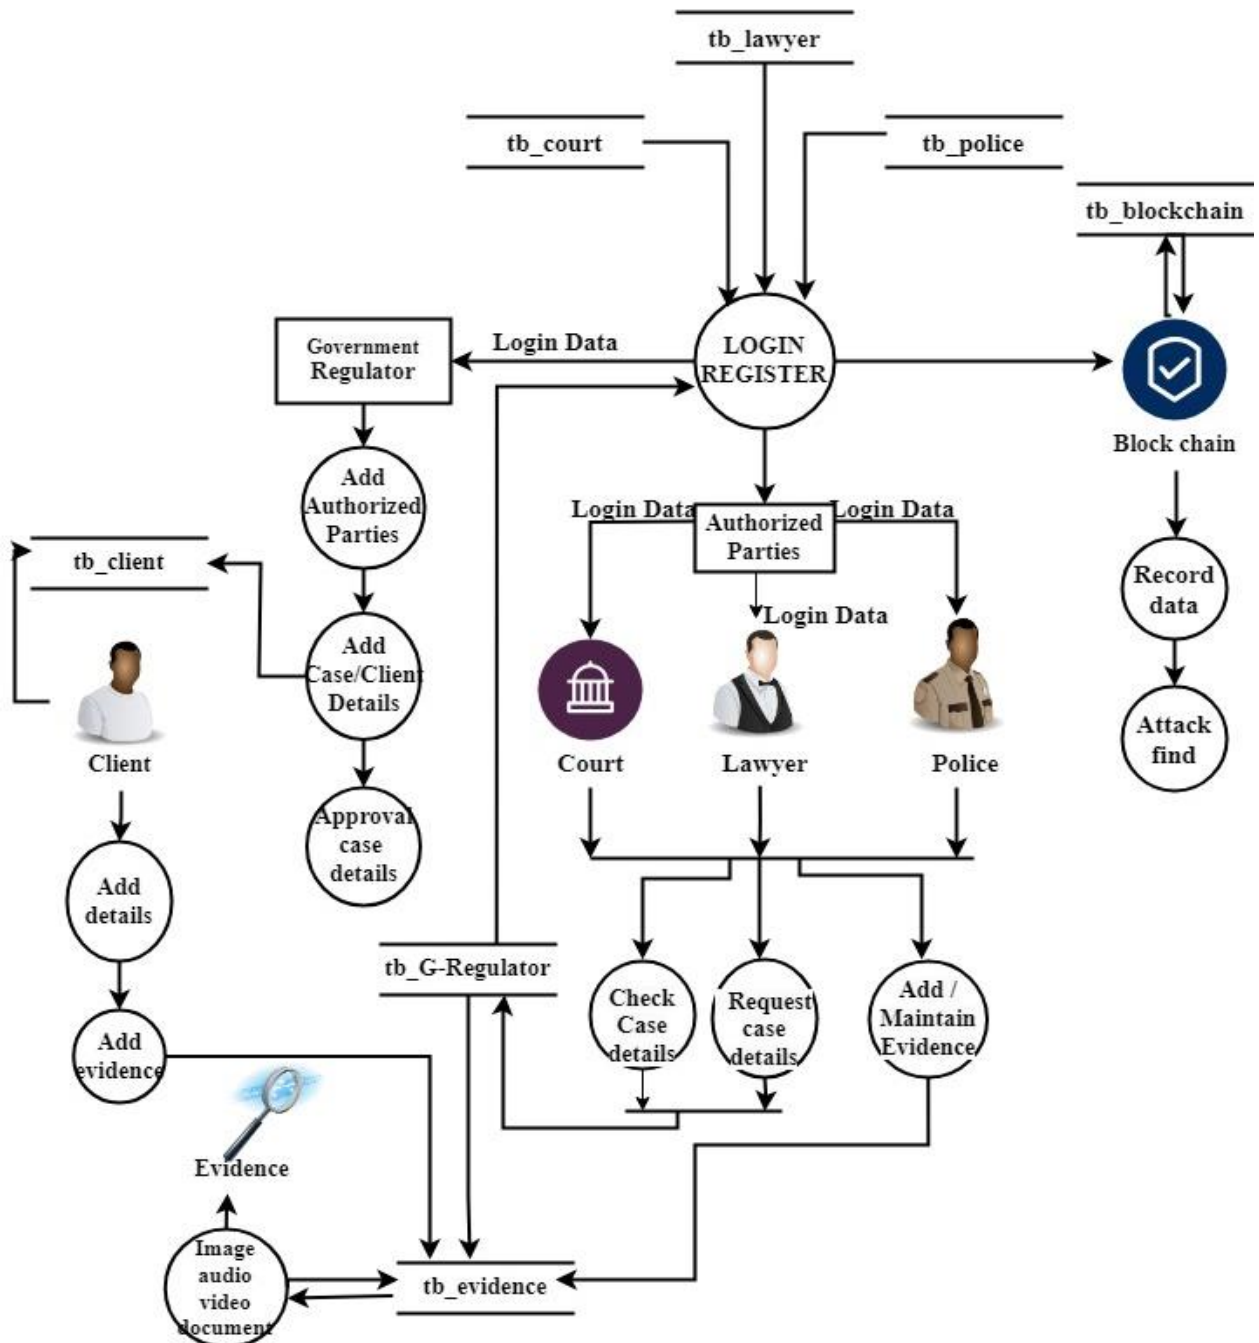 tb_lawyer
tb_court
tb_police
tb_blockchain
Government
Regulator
Login Data
LOGIN
REGISTER
Block chain
Add
Authorized
Parties
Login Data
Authorized
Parties
Login Data
Login Data
tb_client
Record
data
Add
Case/Client
Details
Client
Court
Lawyer
Police
Attack
find
Approval
case
details
Add
details
tb_G-Regulator
Check
Case
details
Request
case
details
Add /
Maintain
Evidence
Add
evidence
Evidence
Image
audio
video
document
tb_evidence